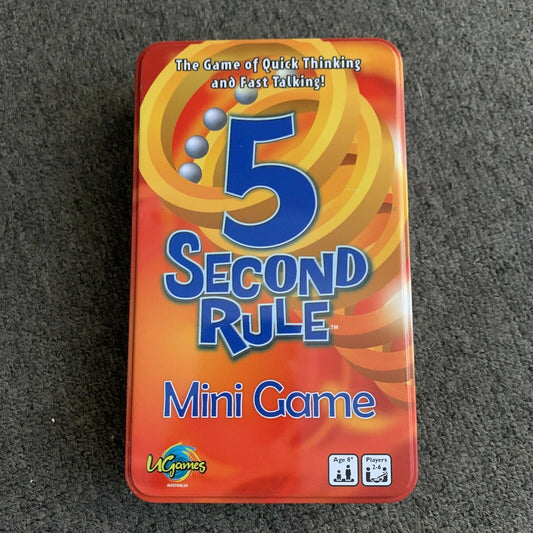 The Game of Quick Thinking
and Fast Talking!
5
SECOND
RULE™
Mini Game
UGames
AUSTRALIA
Age 8+
Players
2-6